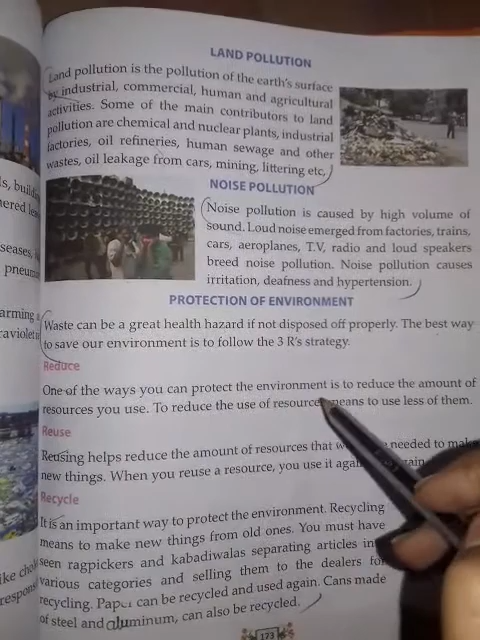 LAND POLLUTION
Land pollution is the pollution of the earth's surface
by industrial, commercial, human and agricultural
activities. Some of the main contributors to land
pollution are chemical and nuclear plants, industrial
factories, oil refineries, human sewage and other
wastes, oil leakage from cars, mining, littering etc.
NOISE POLLUTION
Noise pollution is caused by high volume of
sound. Loud noise emerged from factories, trains,
cars, aeroplanes, T.V, radio and loud speakers
breed noise pollution. Noise pollution causes
irritation, deafness and hypertension.
PROTECTION OF ENVIRONMENT
Waste can be a great health hazard if not disposed off properly. The best way
to save our environment is to follow the 3 R's strategy.
Reduce
One of the ways you can protect the environment is to reduce the amount of
resources you use. To reduce the use of resource means to use less of them.
Reuse
Reusing helps reduce the amount of resources that needed to make
new things. When you reuse a resource, you use it again
Recycle
It is an important way to protect the environment. Recycling
means to make new things from old ones. You must have
seen ragpickers and kabadiwalas separating articles
various categories and selling them to the dealers for
recycling. Paper can be recycled and used again. Cans made
of steel and aluminum, can also be recycled.
173